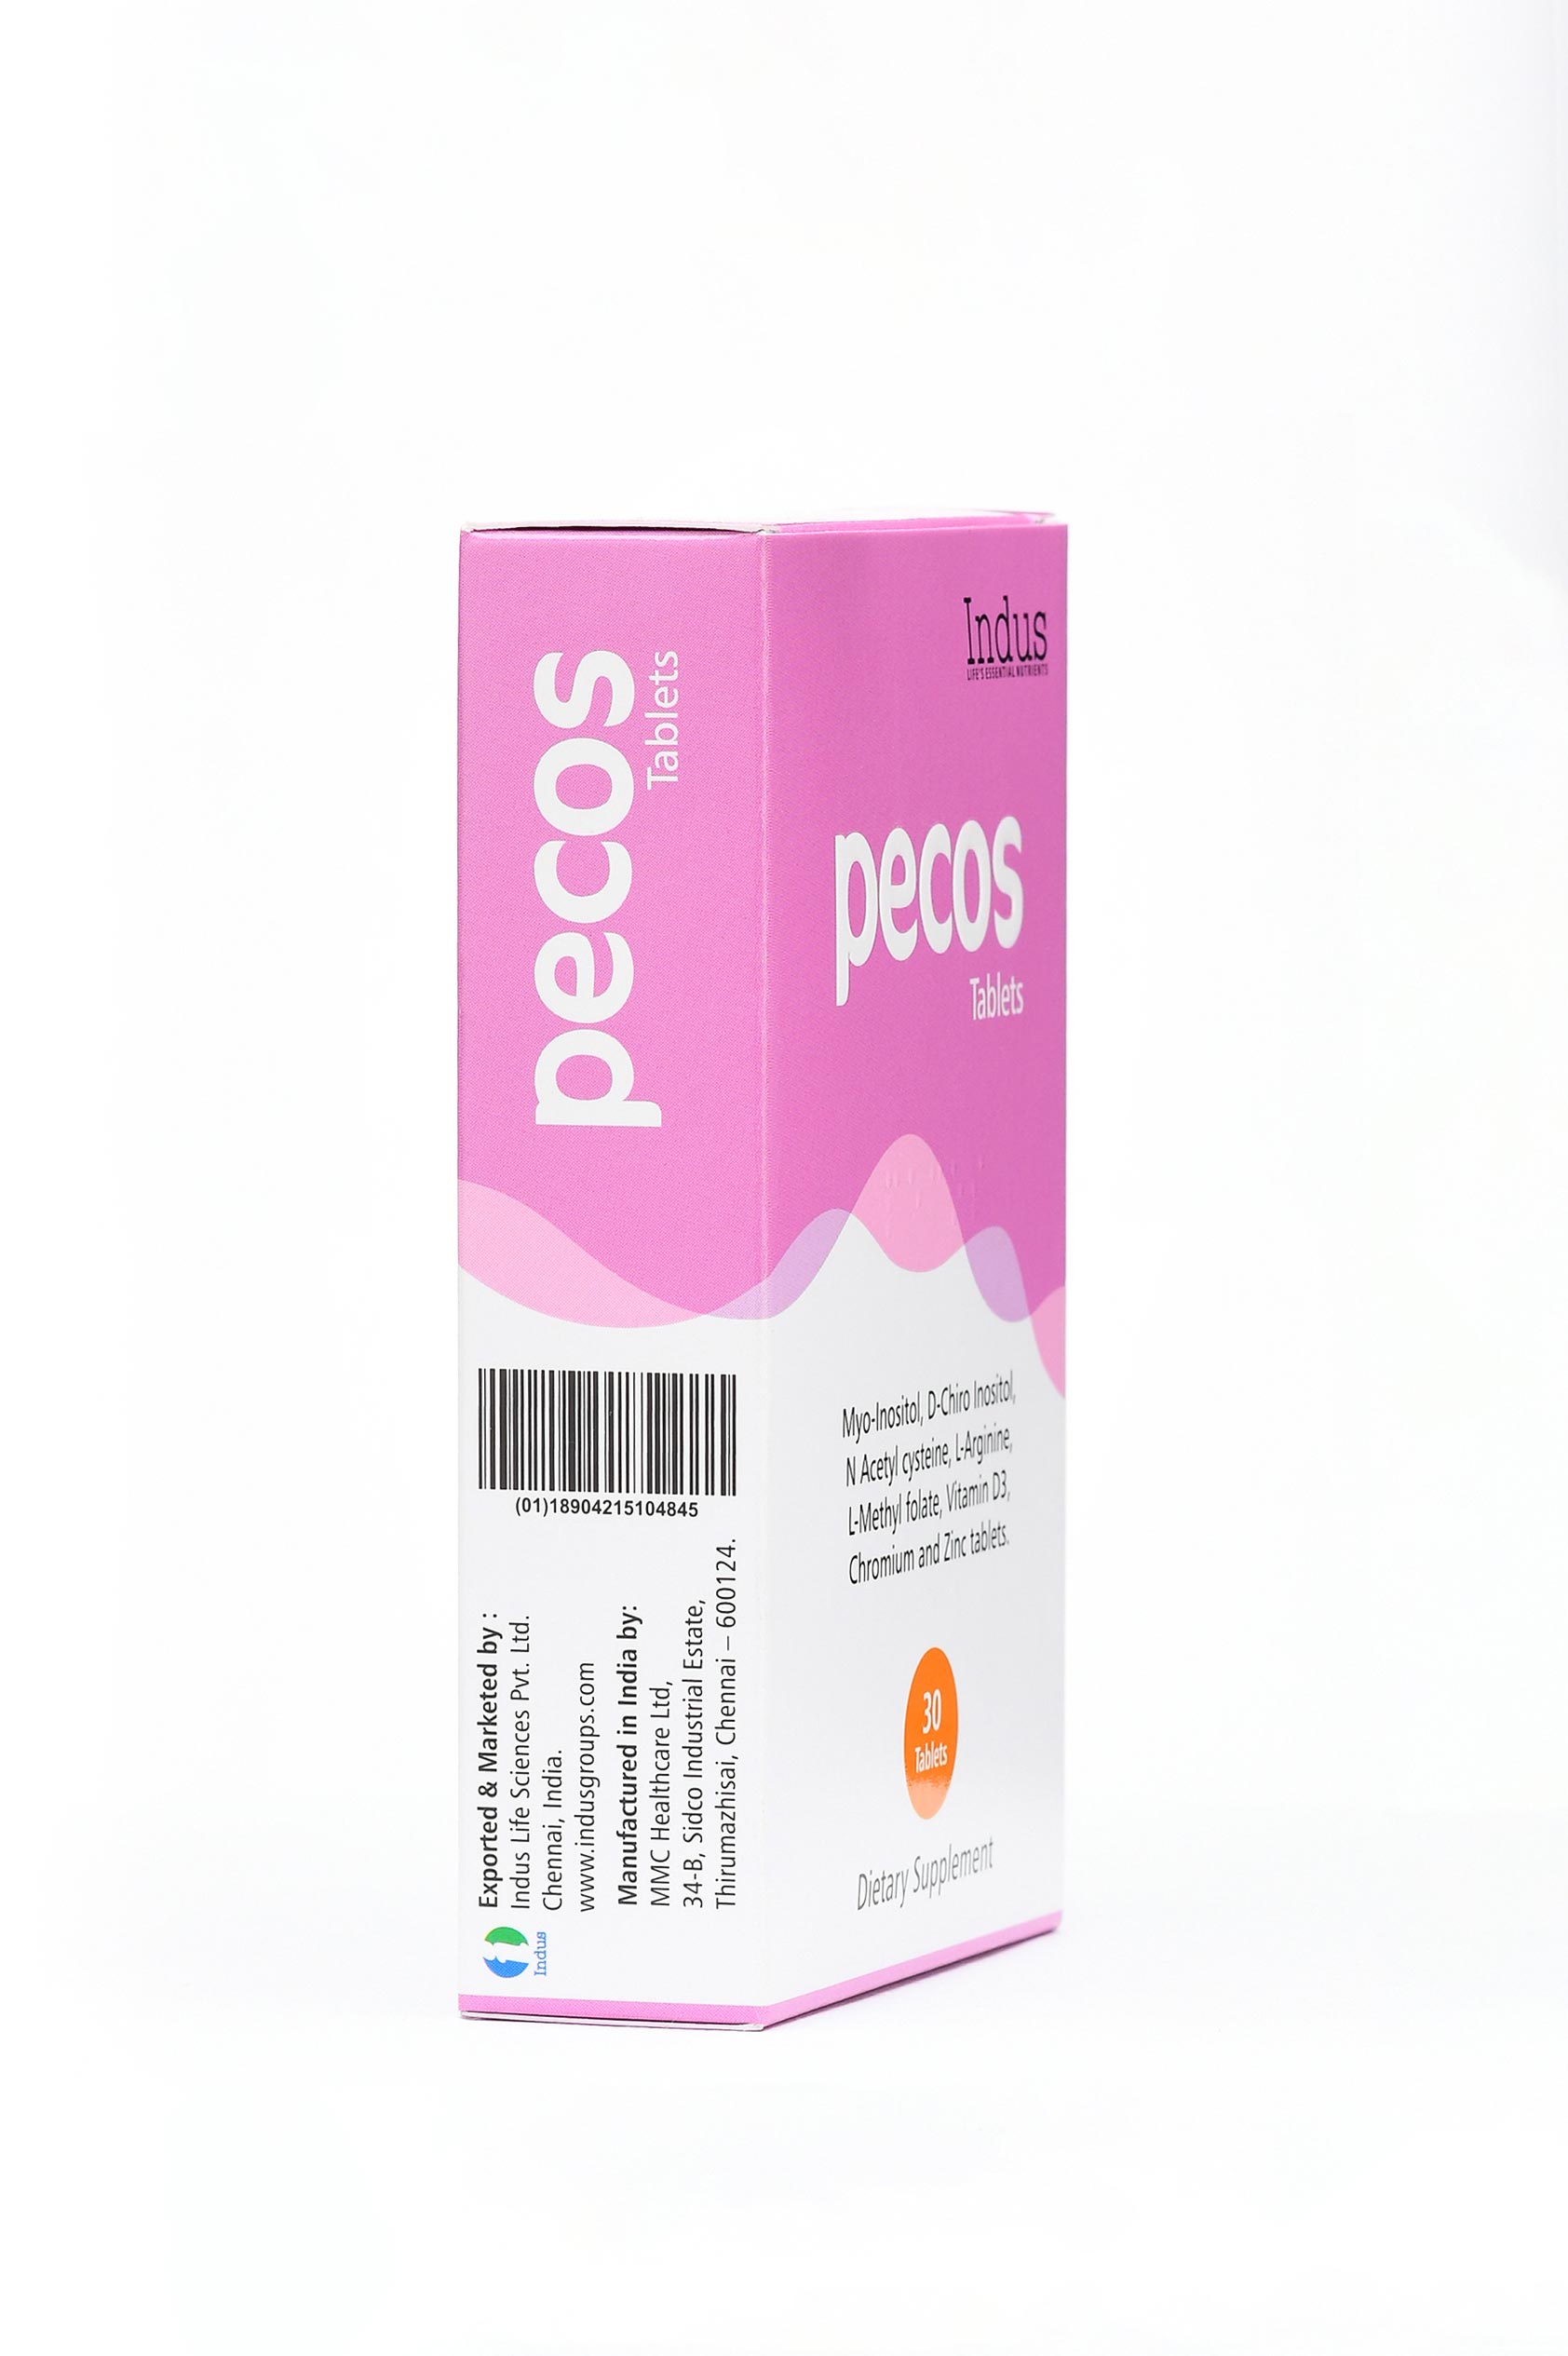 pecos
Tablets
(01)18904215104845
Exported & Marketed by :
Indus Life Sciences Pvt. Ltd.
Chennai, India.
www.indusgroups.com
Manufactured in India by:
MMC Healthcare Ltd,
34-B, Sidco Industrial Estate,
Thirumazhisai, Chennai – 600124.
Indus
Indus
LIFE'S ESSENTIAL NUTRIENTS
pecos
Tablets
Myo-Inositol, D-Chiro Inositol,
N Acetyl cysteine, L-Arginine,
L-Methyl folate, Vitamin D3,
Chromium and Zinc tablets.
30
Tablets
Dietary Supplement